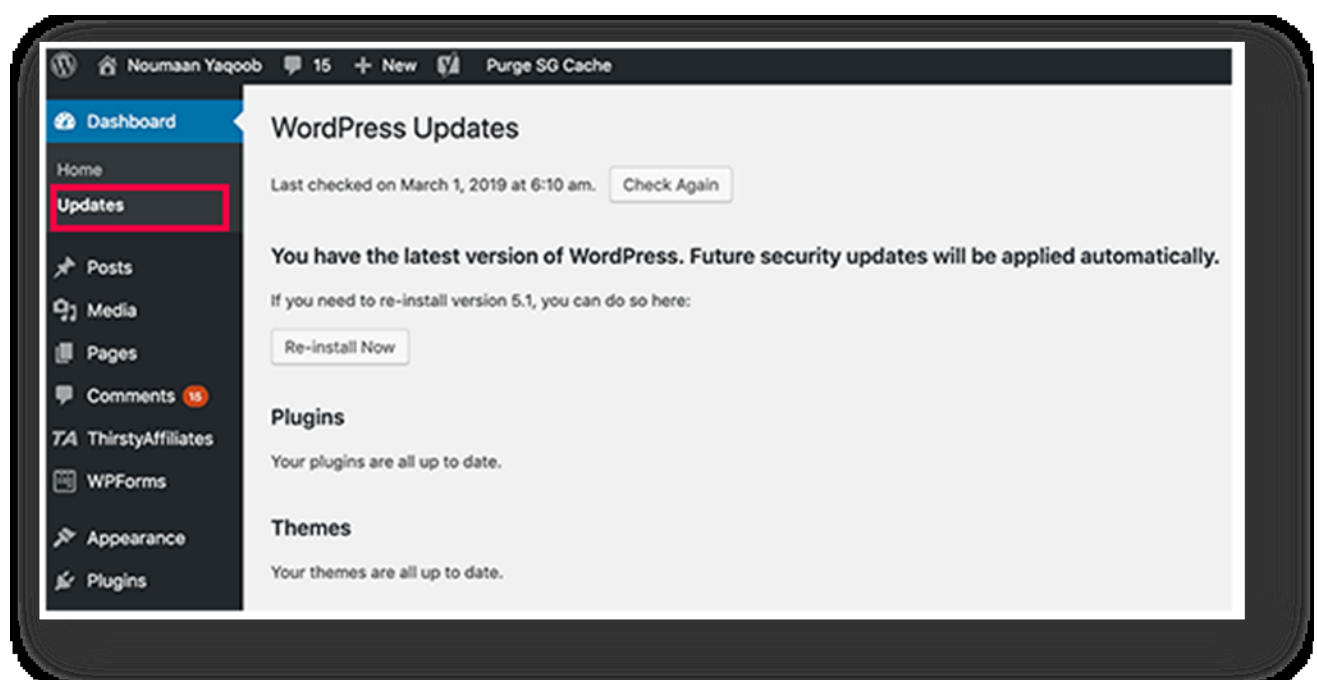 Noumaan Yaqoob 15 + New Purge SG Cache
Dashboard
Home
Updates
Posts
Media
Pages
Comments 15
TA ThirstyAffiliates
WPForms
Appearance
Plugins
WordPress Updates
Last checked on March 1, 2019 at 6:10 am. Check Again
You have the latest version of WordPress. Future security updates will be applied automatically.
If you need to re-install version 5.1, you can do so here:
Re-install Now
Plugins
Your plugins are all up to date.
Themes
Your themes are all up to date.